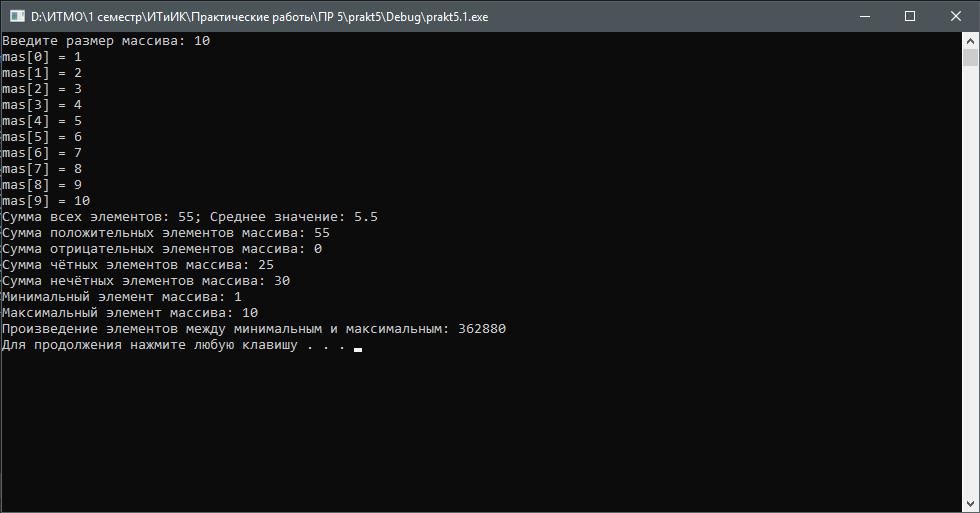 D:\ИТМО\1 семестр\ИТиИК\Практические работы\ПР 5\prakt5\Debug\prakt5.1.exe
Введите размер массива: 10
mas[0] = 1
mas[1] = 2
mas[2] = 3
mas[3] = 4
mas[4] = 5
mas[5] = 6
mas[6] = 7
mas[7] = 8
mas[8] = 9
mas[9] = 10
Сумма всех элементов: 55; Среднее значение: 5.5
Сумма положительных элементов массива: 55
Сумма отрицательных элементов массива: 0
Сумма чётных элементов массива: 25
Сумма нечётных элементов массива: 30
Минимальный элемент массива: 1
Максимальный элемент массива: 10
Произведение элементов между минимальным и максимальным: 362880
Для продолжения нажмите любую клавишу . . .